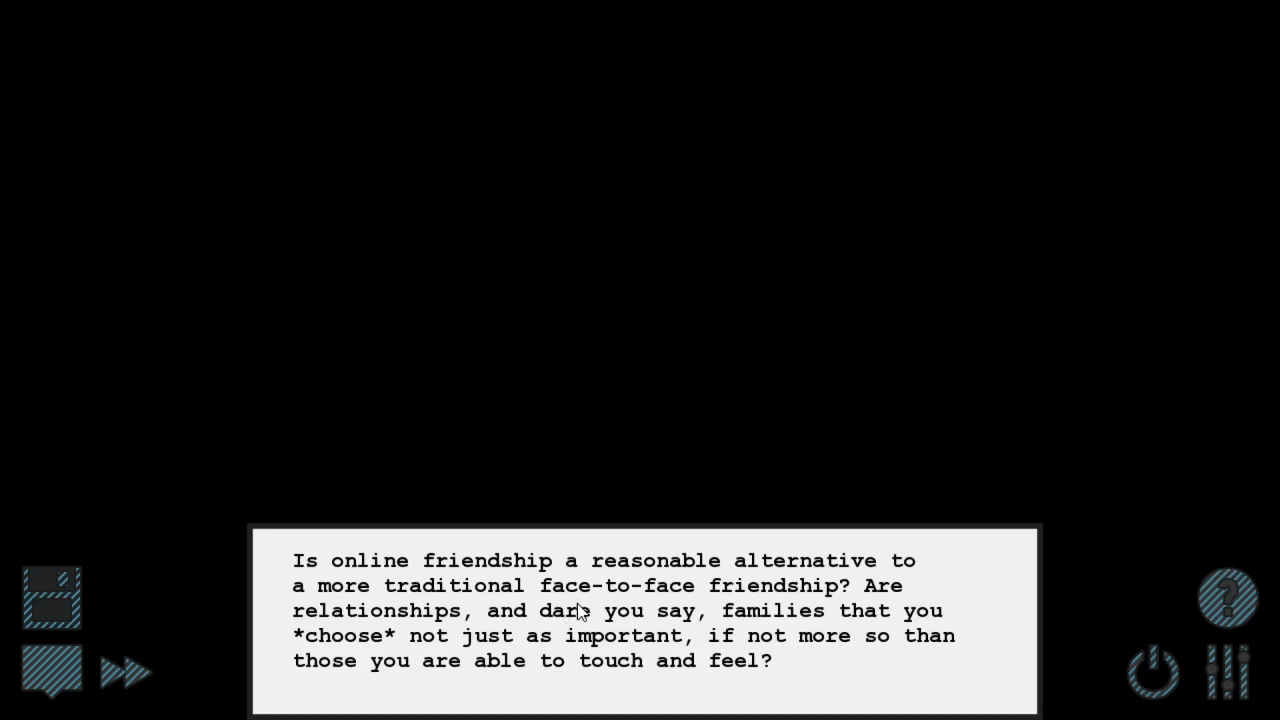 Is online friendship a reasonable alternative to
a more traditional face-to-face friendship? Are
relationships, and dare you say, families that you
*choose* not just as important, if not more so than
those you are able to touch and feel?
?